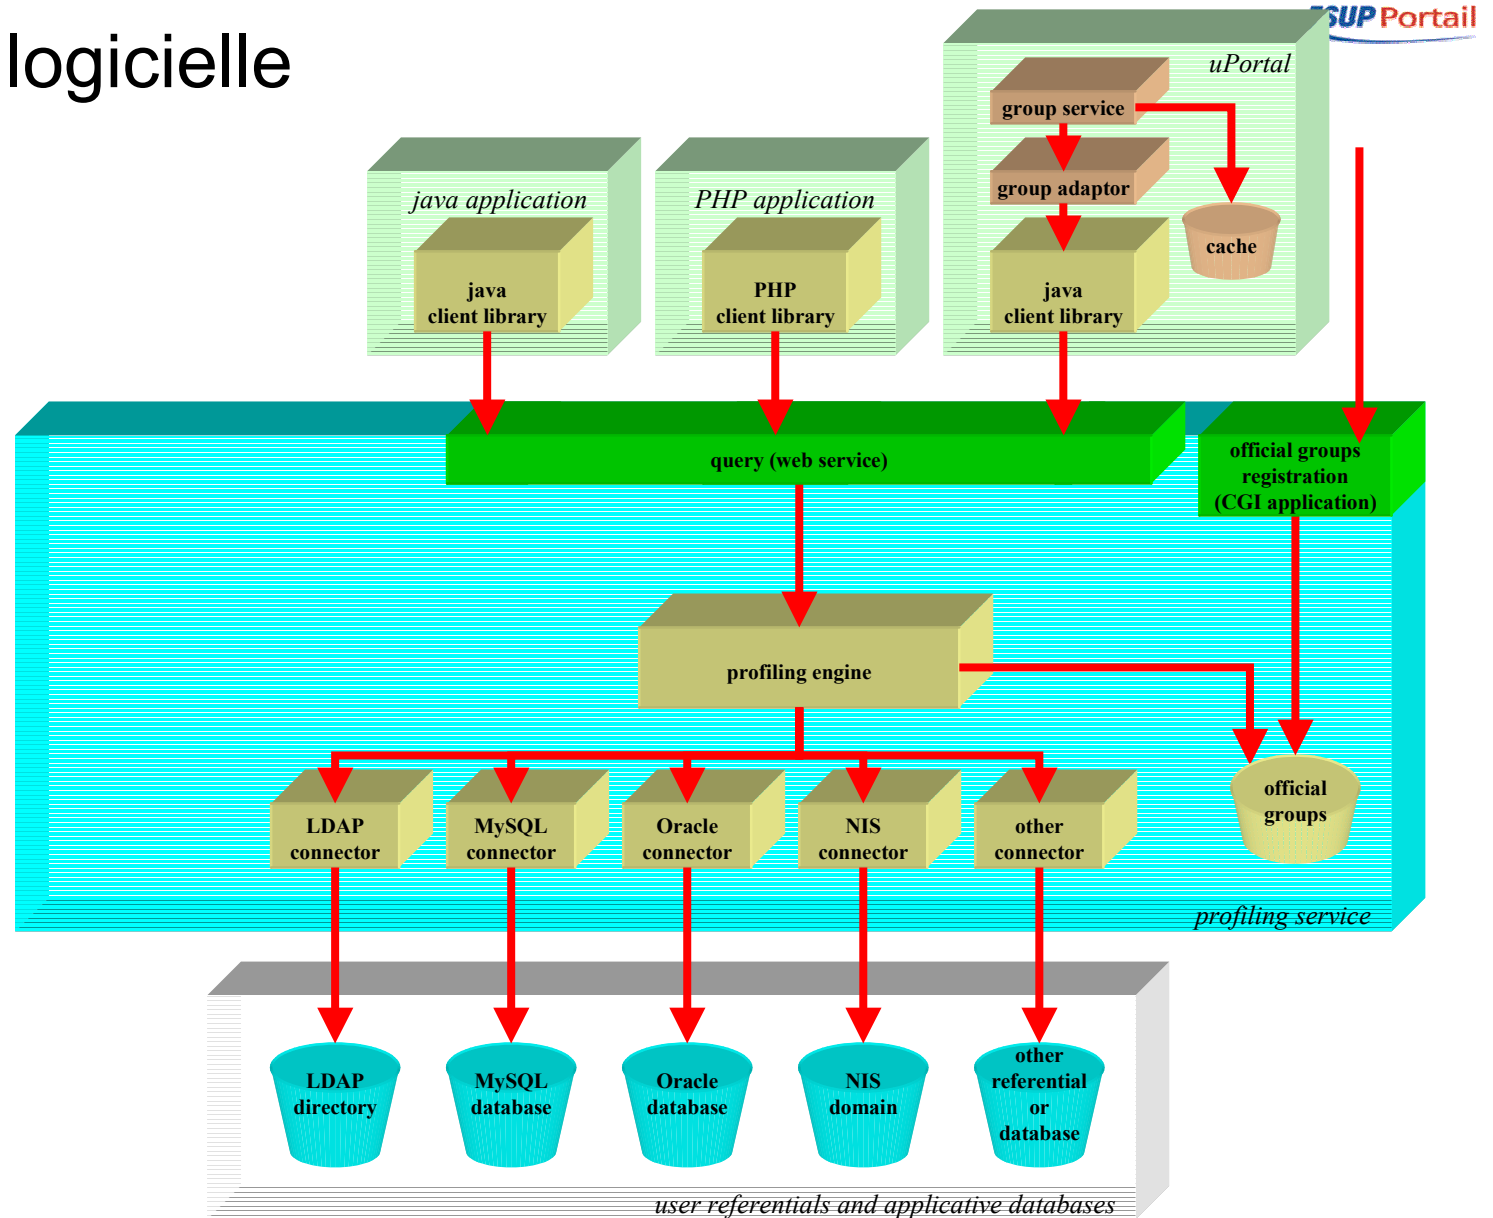 ESUP Portail
logicielle
uPortal
group service
group adaptor
cache
java
client library
java application
java
client library
PHP application
PHP
client library
query (web service)
official groups
registration
(CGI application)
profiling engine
official
groups
LDAP
connector
MySQL
connector
Oracle
connector
NIS
connector
other
connector
profiling service
LDAP
directory
MySQL
database
Oracle
database
NIS
domain
other
referential
or
database
user referentials and applicative databases